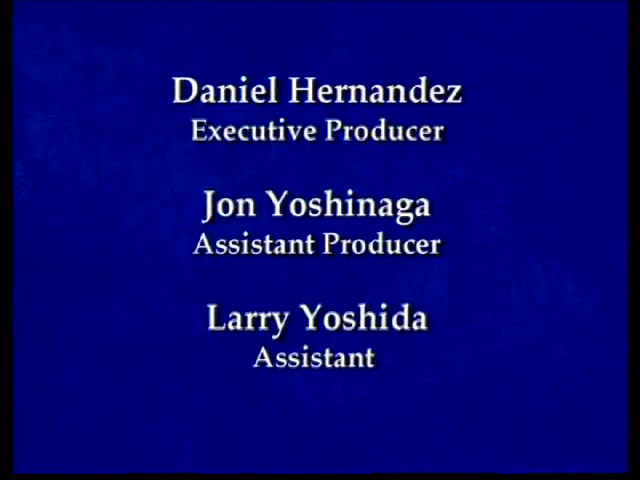 Daniel Hernandez
Executive Producer
Jon Yoshinaga
Assistant Producer
Larry Yoshida
Assistant